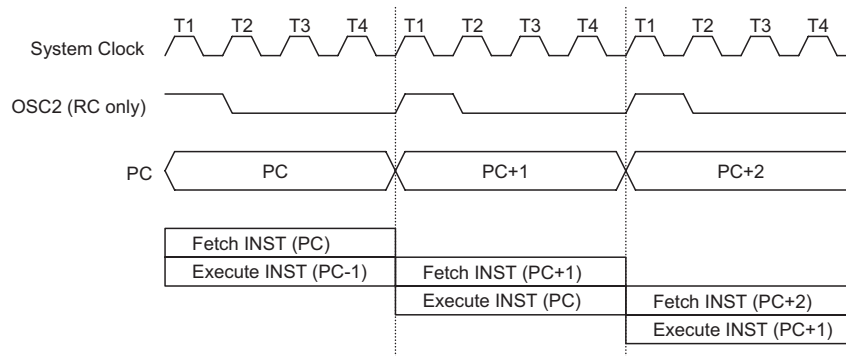 T1 T2 T3 T4 T1 T2 T3 T4 T1 T2 T3 T4
System Clock
OSC2 (RC only)
PC PC PC+1 PC+2
Fetch INST (PC)
Execute INST (PC-1) Fetch INST (PC+1)
Execute INST (PC) Fetch INST (PC+2)
Execute INST (PC+1)